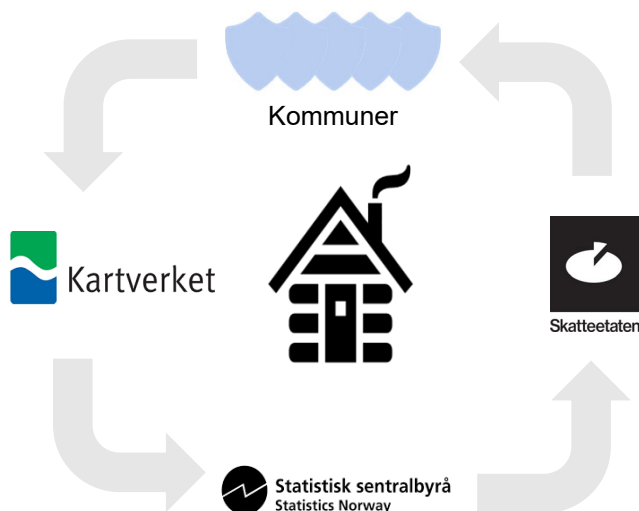 Kommuner
Kartverket
Skatteetaten
Statistisk sentralbyrå
Statistics Norway